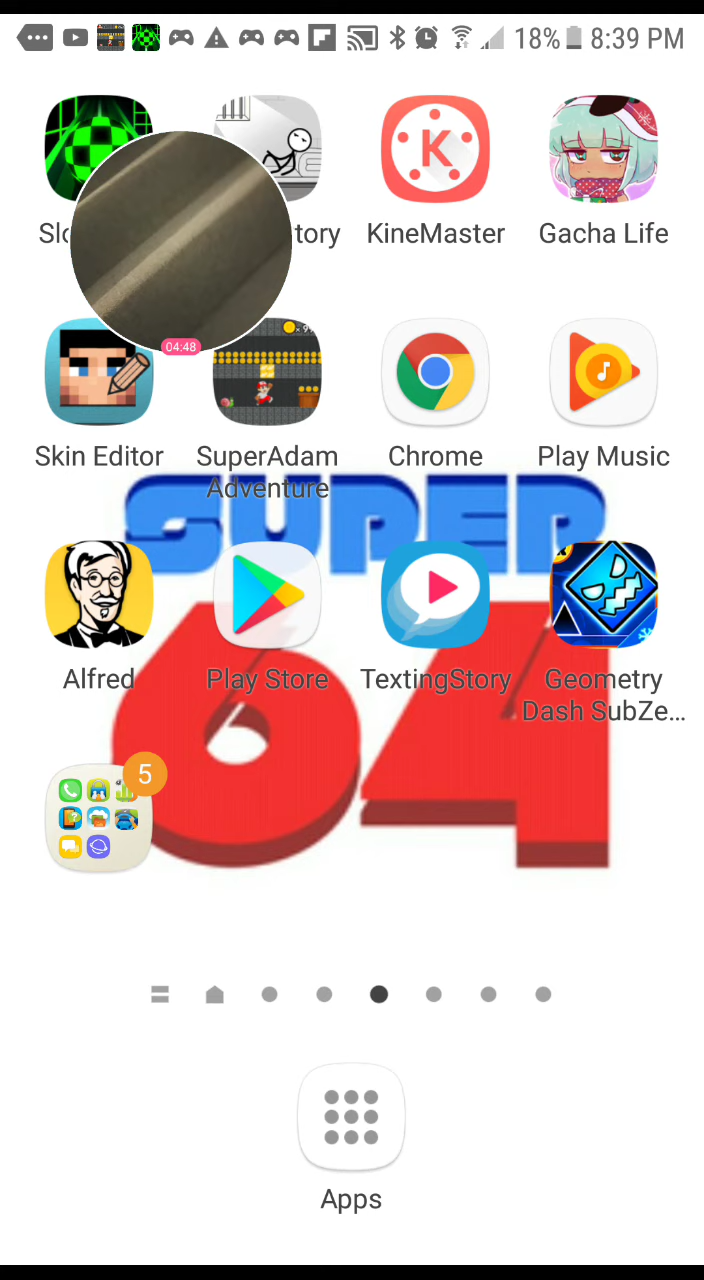 18% 8:39 PM
Slo
tory
KineMaster
Gacha Life
04:48
Skin Editor
SuperAdam
Adventure
Chrome
Play Music
SUPER
64
Alfred
Play Store
TextingStory
Geometry
Dash SubZe...
5
Apps